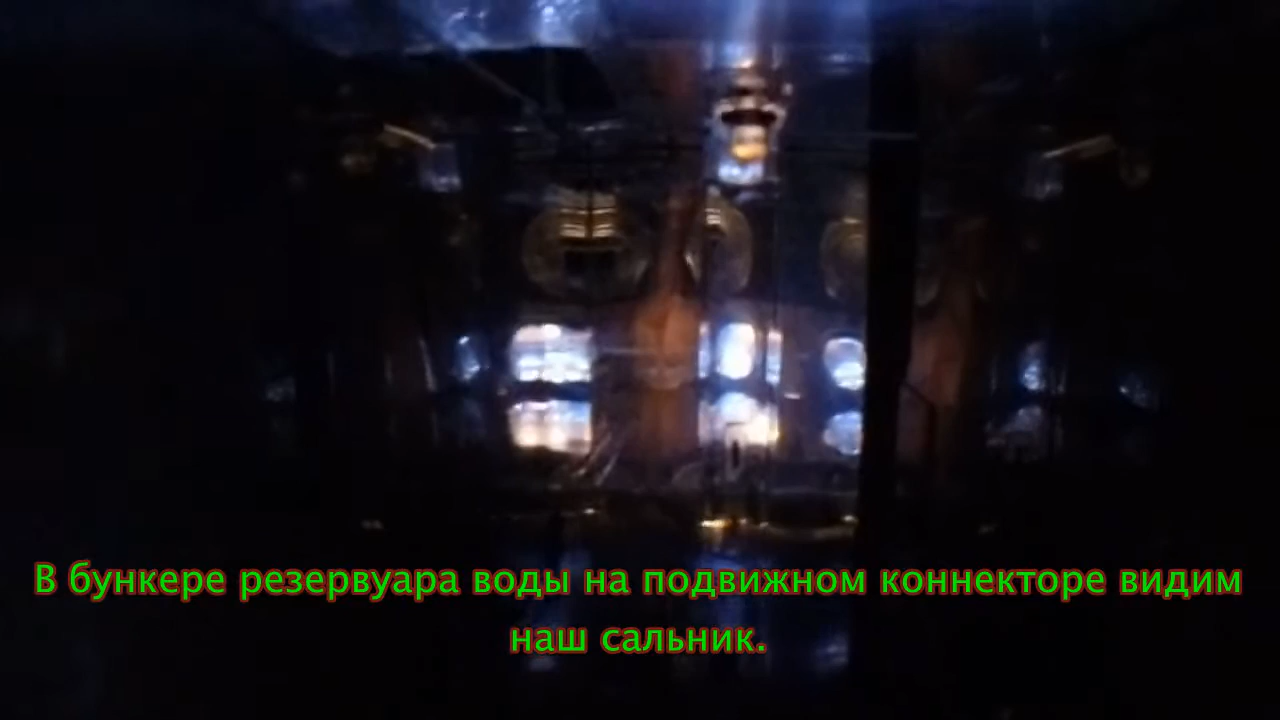 В бункере резервуара воды на подвижном коннекторе видим
наш сальник.